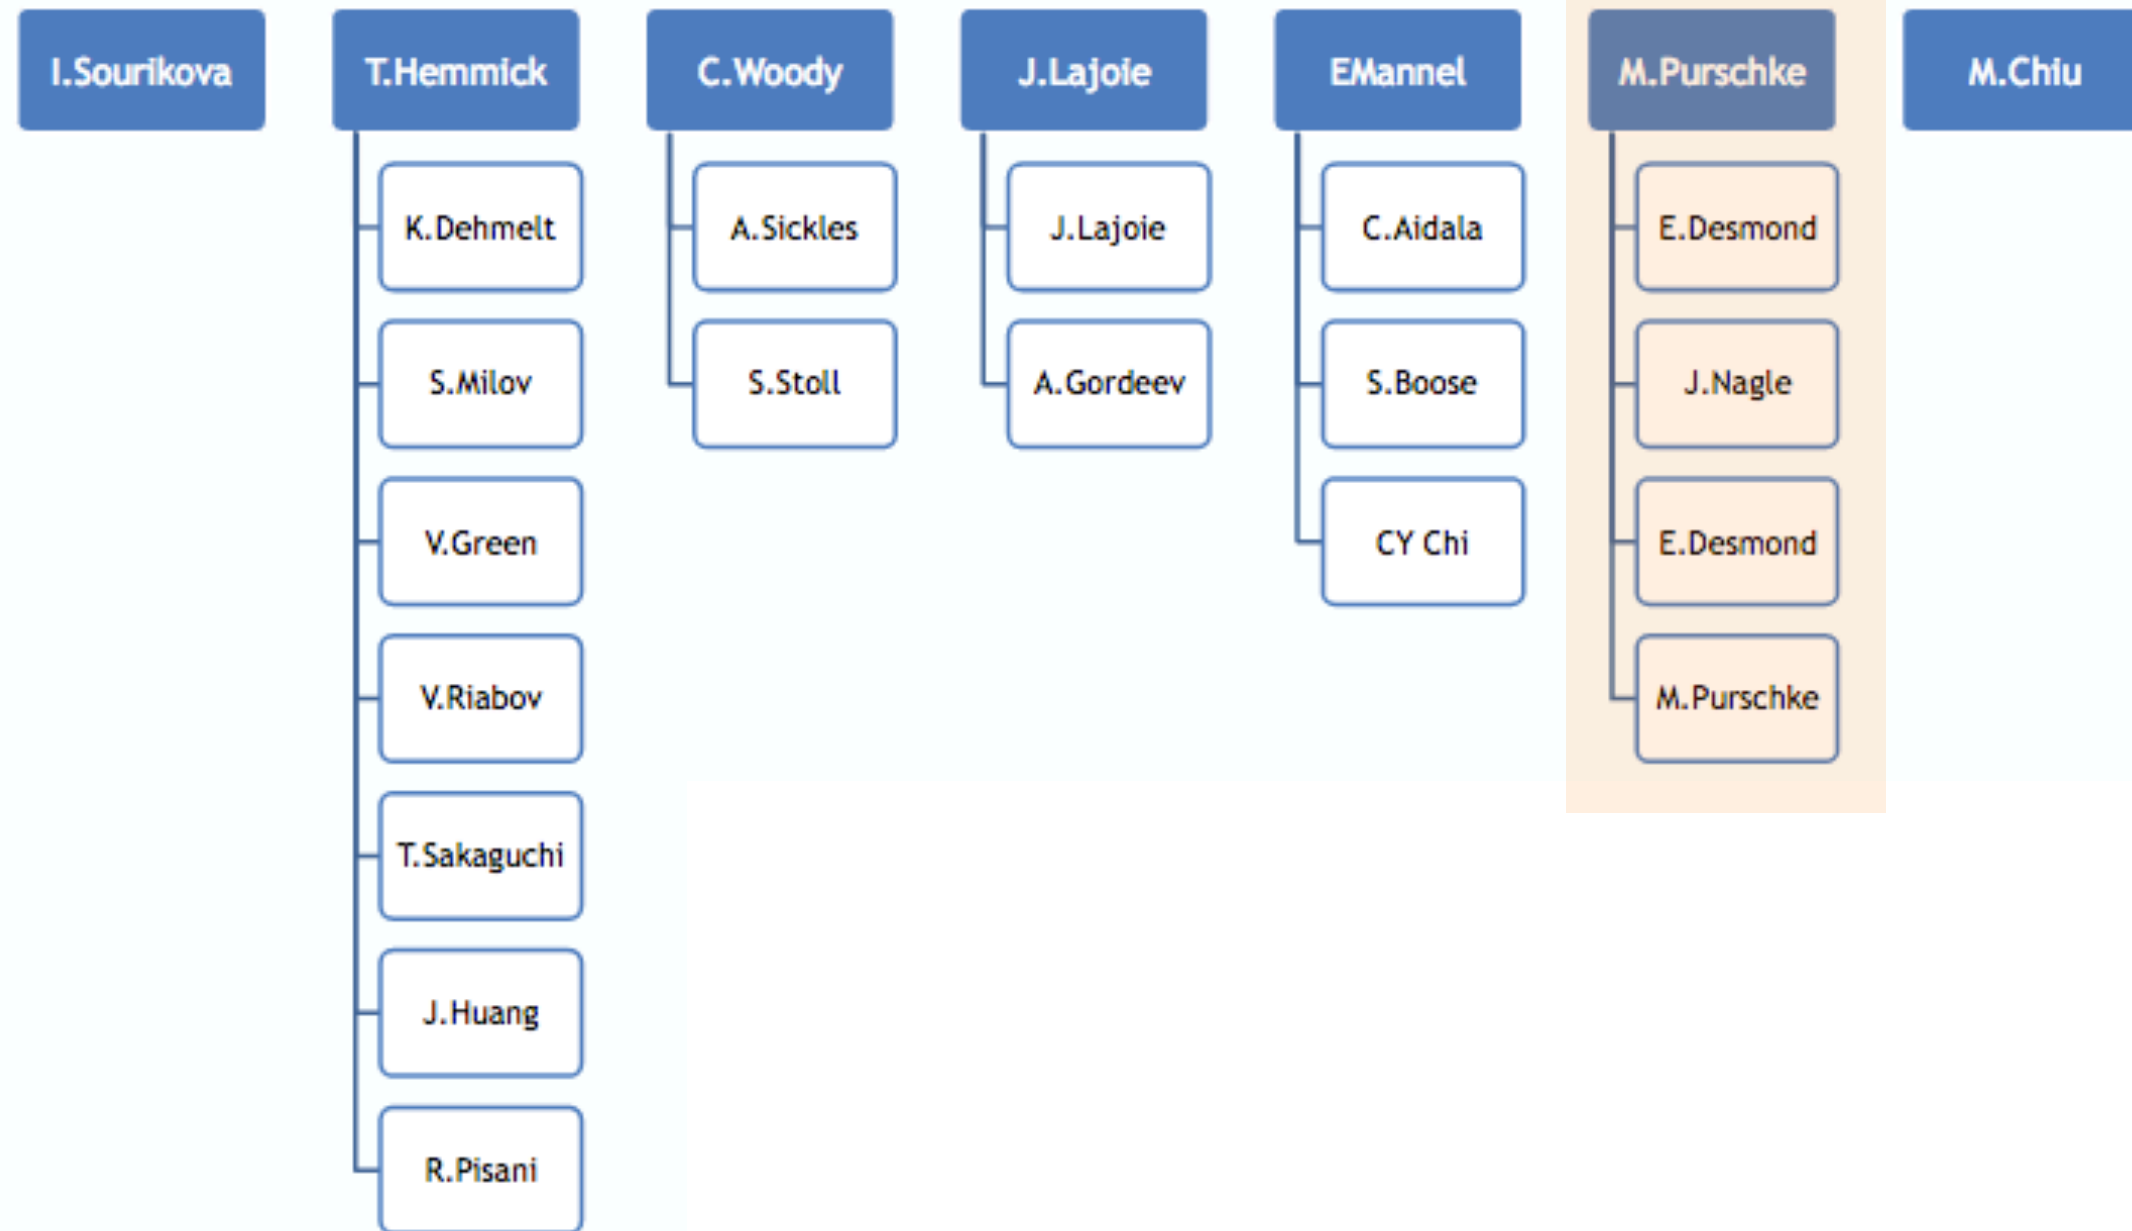 I.Sourikova
T.Hemmick
K.Dehmelt
S.Milov
V.Green
V.Riabov
T.Sakaguchi
J.Huang
R.Pisani
C.Woody
A.Sickles
S.Stoll
J.Lajoie
J.Lajoie
A.Gordeev
EMannel
C.Aidala
S.Boose
CY Chi
M.Purschke
E.Desmond
J.Nagle
E.Desmond
M.Purschke
M.Chiu